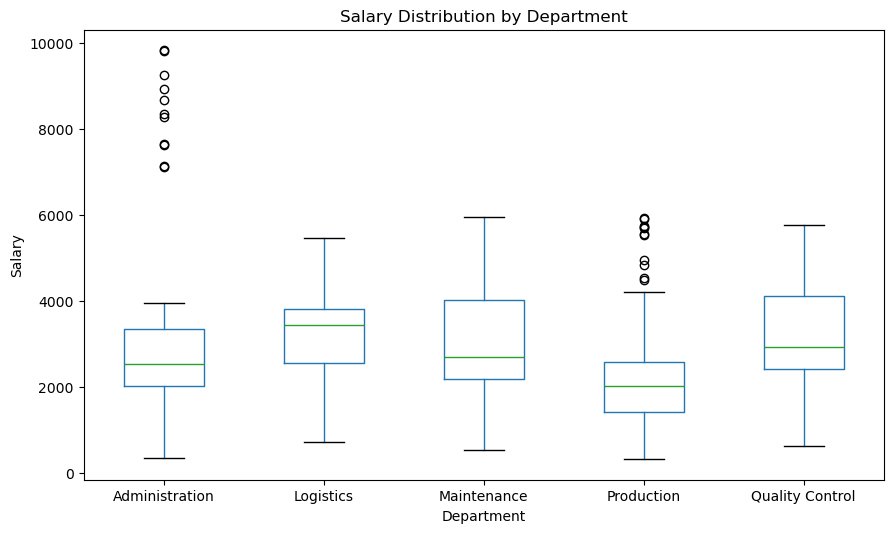 Salary Distribution by Department
10000
8000
6000
4000
2000
0
Salary
Administration
Logistics
Maintenance
Production
Quality Control
Department